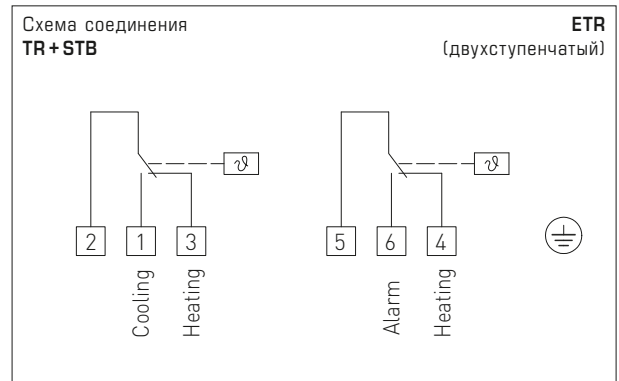 Схема соединения
TR+STB
ETR
(двухступенчатый)
ϑ
ϑ
2 1 3
5 6 4
Cooling
Heating
Alarm
Heating